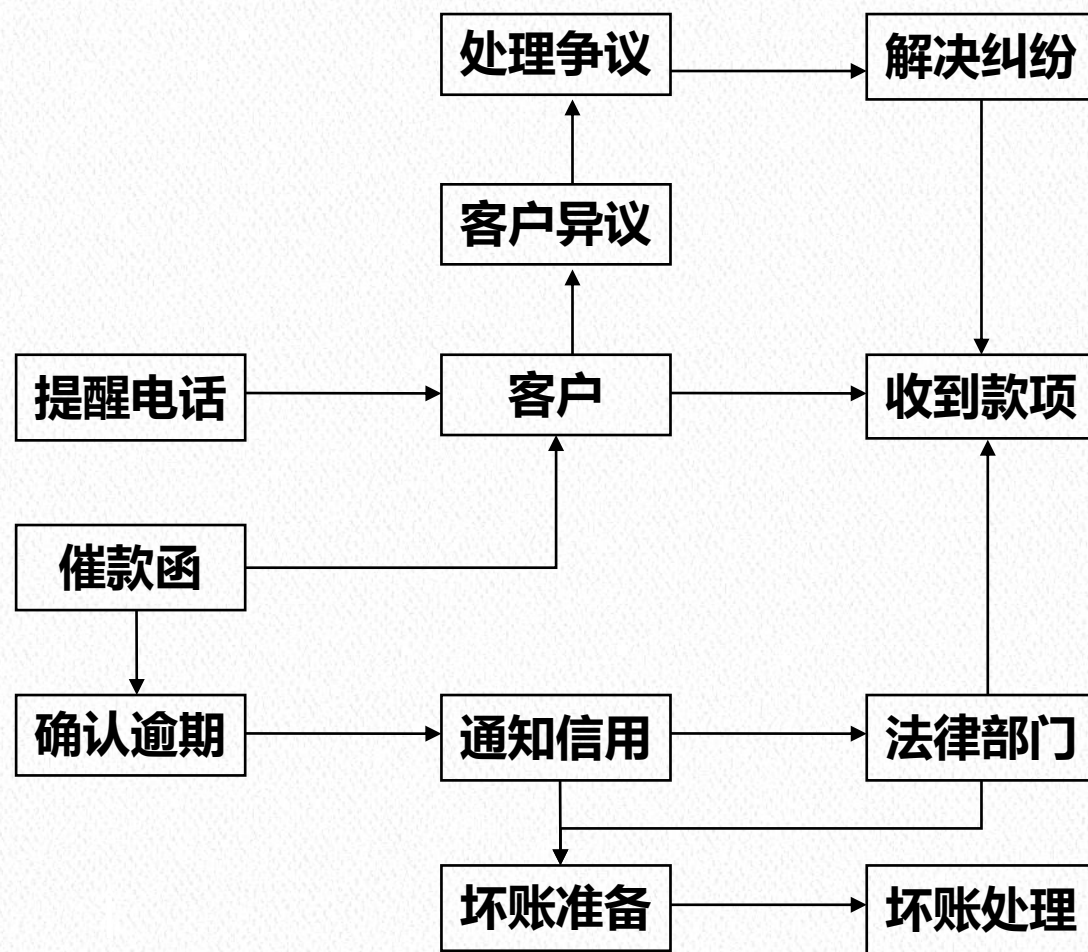 处理争议
解决纠纷
客户异议
提醒电话
客户
收到款项
催款函
确认逾期
通知信用
法律部门
坏账准备
坏账处理